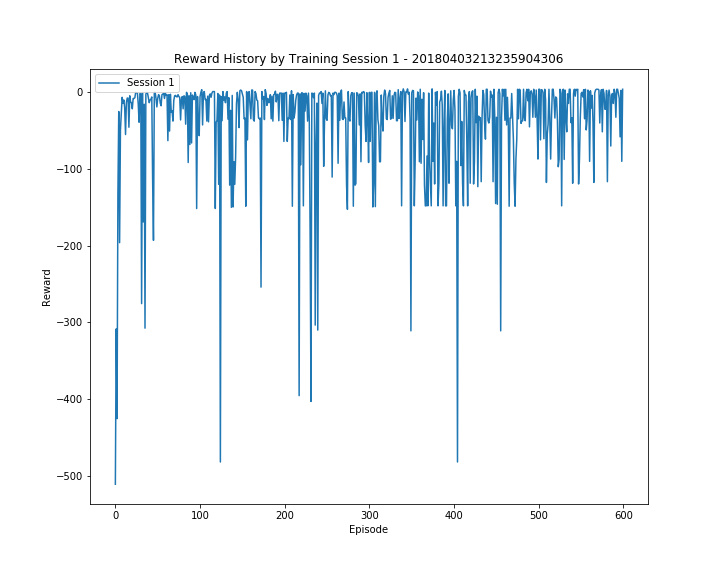 Reward History by Training Session 1 - 20180403213235904306
Session 1
0
−100
−200
−300
−400
−500
Reward
0 100 200 300 400 500 600
Episode